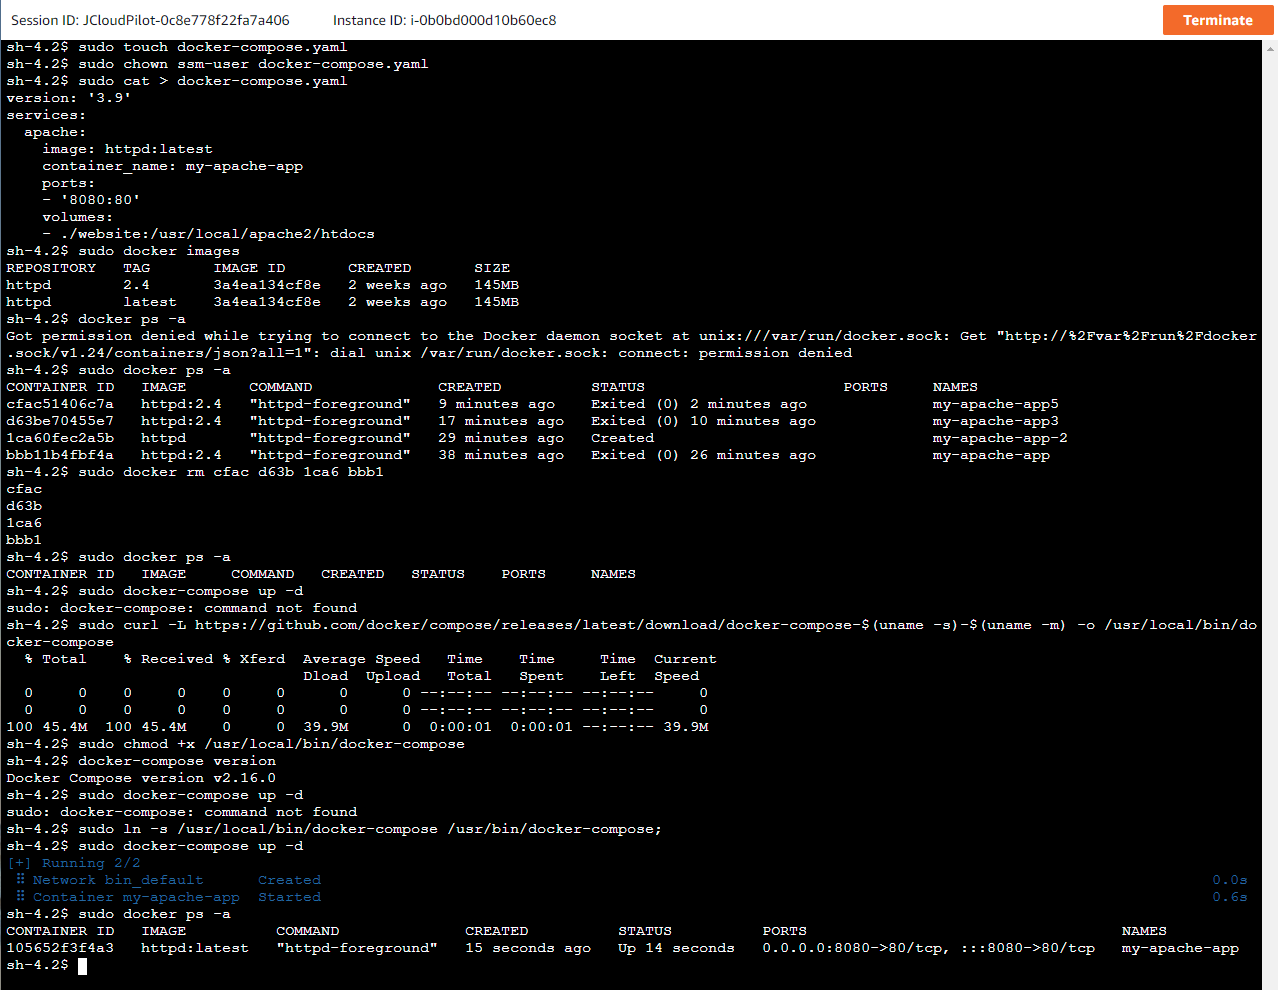 Session ID: JCloudPilot-0c8e778f22fa7a406 Instance ID: i-0b0bd000d10b60ec8 Terminate
sh-4.2$ sudo touch docker-compose.yaml
sh-4.2$ sudo chown ssm-user docker-compose.yaml
sh-4.2$ sudo cat > docker-compose.yaml
version: '3.9'
services:
  apache:
    image: httpd:latest
    container_name: my-apache-app
    ports:
    - '8080:80'
    volumes:
    - ./website:/usr/local/apache2/htdocs
sh-4.2$ sudo docker images
REPOSITORY   TAG       IMAGE ID       CREATED       SIZE
httpd        2.4       3a4ea134cf8e   2 weeks ago   145MB
httpd        latest    3a4ea134cf8e   2 weeks ago   145MB
sh-4.2$ docker ps -a
Got permission denied while trying to connect to the Docker daemon socket at unix:///var/run/docker.sock: Get "http://%2Fvar%2Frun%2Fdocker
.sock/v1.24/containers/json?all=1": dial unix /var/run/docker.sock: connect: permission denied
sh-4.2$ sudo docker ps -a
CONTAINER ID   IMAGE       COMMAND              CREATED          STATUS                      PORTS     NAMES
cfac51406c7a   httpd:2.4   "httpd-foreground"   9 minutes ago    Exited (0) 2 minutes ago              my-apache-app5
d63be70455e7   httpd:2.4   "httpd-foreground"   17 minutes ago   Exited (0) 10 minutes ago             my-apache-app3
1ca60fec2a5b   httpd       "httpd-foreground"   29 minutes ago   Created                               my-apache-app-2
bbb11b4fbf4a   httpd:2.4   "httpd-foreground"   38 minutes ago   Exited (0) 26 minutes ago             my-apache-app
sh-4.2$ sudo docker rm cfac d63b 1ca6 bbb1
cfac
d63b
1ca6
bbb1
sh-4.2$ sudo docker ps -a
CONTAINER ID   IMAGE     COMMAND   CREATED   STATUS    PORTS     NAMES
sh-4.2$ sudo docker-compose up -d
sudo: docker-compose: command not found
sh-4.2$ sudo curl -L https://github.com/docker/compose/releases/latest/download/docker-compose-$(uname -s)-$(uname -m) -o /usr/local/bin/do
cker-compose
  % Total    % Received % Xferd  Average Speed   Time    Time     Time  Current
                                 Dload  Upload   Total   Spent    Left  Speed
  0     0    0     0    0     0      0      0 --:--:-- --:--:-- --:--:--     0
  0     0    0     0    0     0      0      0 --:--:-- --:--:-- --:--:--     0
100 45.4M  100 45.4M    0     0  39.9M      0  0:00:01  0:00:01 --:--:-- 39.9M
sh-4.2$ sudo chmod +x /usr/local/bin/docker-compose
sh-4.2$ docker-compose version
Docker Compose version v2.16.0
sh-4.2$ sudo docker-compose up -d
sudo: docker-compose: command not found
sh-4.2$ sudo ln -s /usr/local/bin/docker-compose /usr/bin/docker-compose;
sh-4.2$ sudo docker-compose up -d
[+] Running 2/2
 ⠿ Network bin_default      Created 0.0s
 ⠿ Container my-apache-app  Started 0.6s
sh-4.2$ sudo docker ps -a
CONTAINER ID   IMAGE          COMMAND              CREATED          STATUS          PORTS                                   NAMES
105652f3f4a3   httpd:latest   "httpd-foreground"   15 seconds ago   Up 14 seconds   0.0.0.0:8080->80/tcp, :::8080->80/tcp   my-apache-app
sh-4.2$